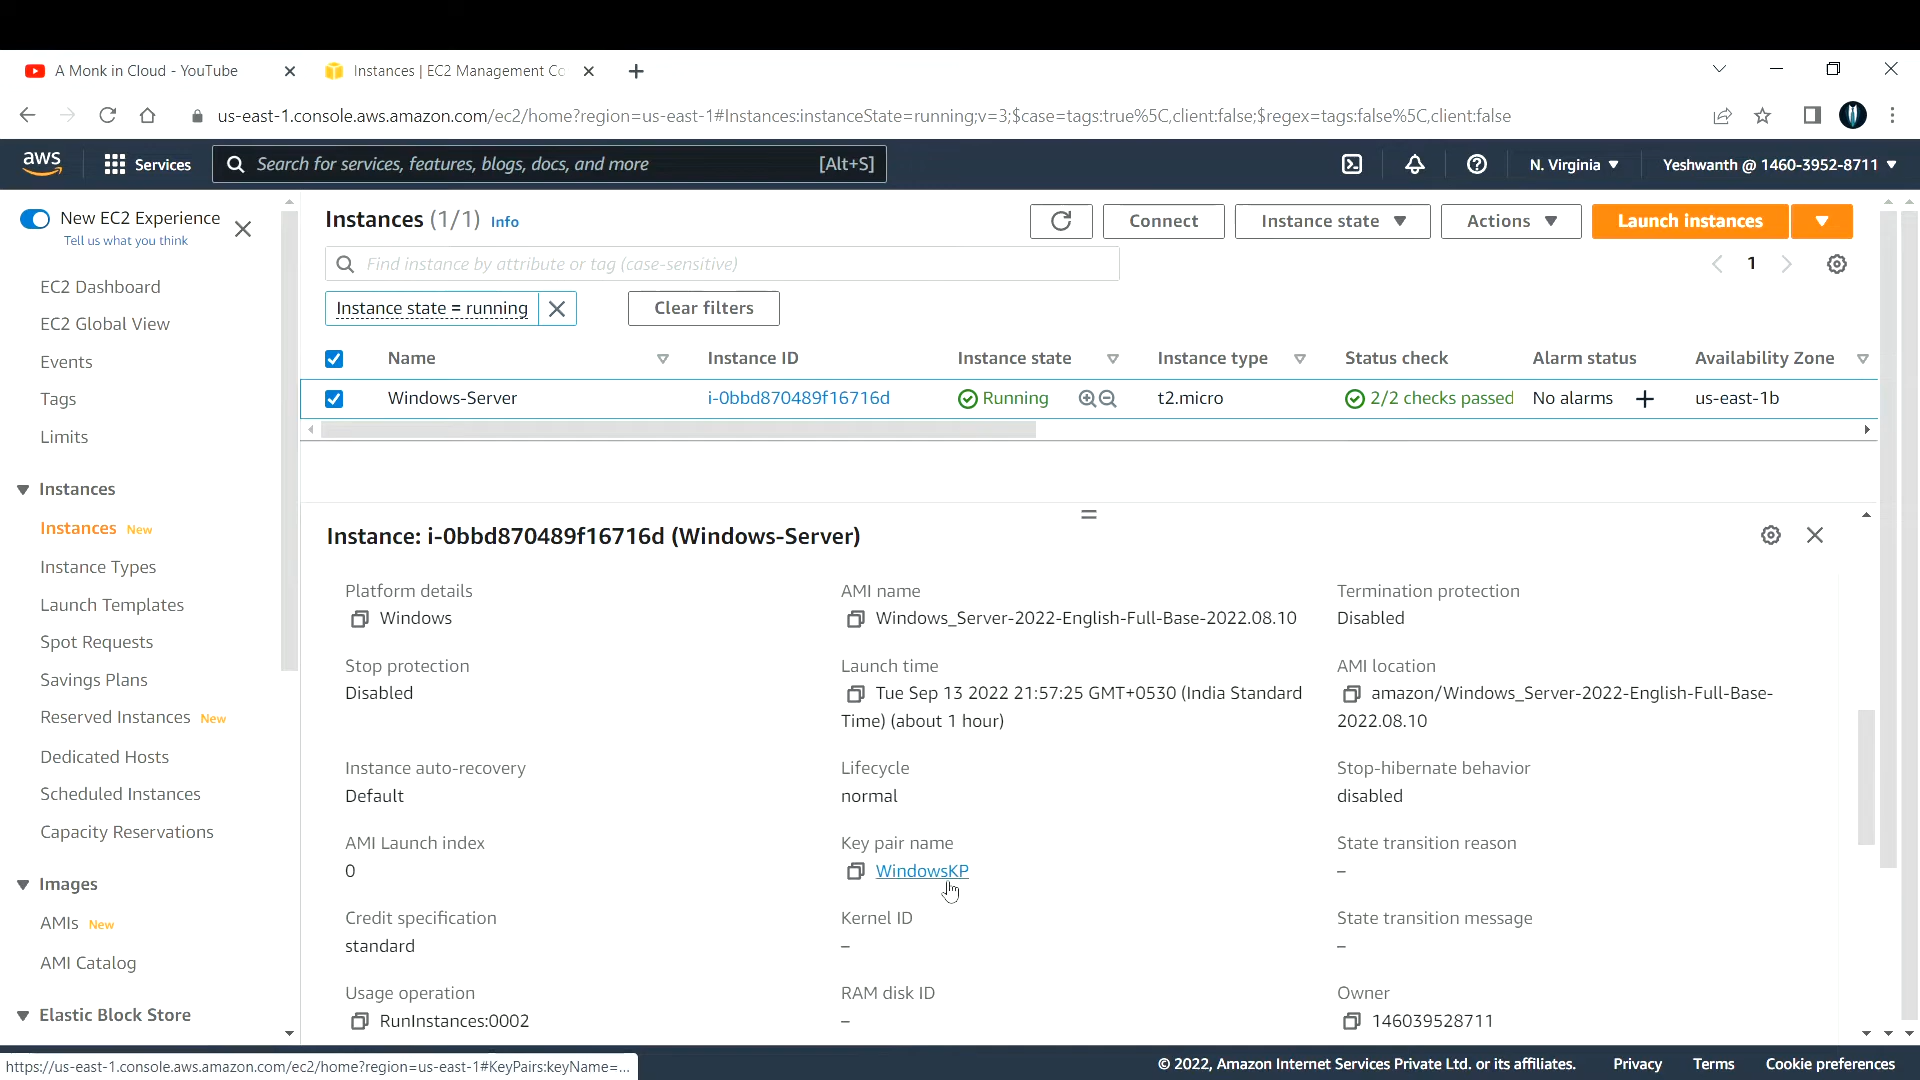 A Monk in Cloud - YouTube
Instances | EC2 Management Co
us-east-1.console.aws.amazon.com/ec2/home?region=us-east-1#Instances:instanceState=running;v=3;$case=tags:true%5C,client:false;$regex=tags:false%5C,client:false
aws
Services
Search for services, features, blogs, docs, and more
[Alt+S]
N. Virginia
Yeshwanth @ 1460-3952-8711
New EC2 Experience
Tell us what you think
EC2 Dashboard
EC2 Global View
Events
Tags
Limits
Instances
Instances New
Instance Types
Launch Templates
Spot Requests
Savings Plans
Reserved Instances New
Dedicated Hosts
Scheduled Instances
Capacity Reservations
Images
AMIs New
AMI Catalog
Elastic Block Store
Instances (1/1) Info
Connect
Instance state
Actions
Launch instances
Find instance by attribute or tag (case-sensitive)
1
Instance state = running
Clear filters
Name Instance ID Instance state Instance type Status check Alarm status Availability Zone
Windows-Server i-0bbd870489f16716d Running t2.micro 2/2 checks passed No alarms us-east-1b
Instance: i-0bbd870489f16716d (Windows-Server)
Platform details
Windows
AMI name
Windows_Server-2022-English-Full-Base-2022.08.10
Termination protection
Disabled
Stop protection
Disabled
Launch time
Tue Sep 13 2022 21:57:25 GMT+0530 (India Standard
Time) (about 1 hour)
AMI location
amazon/Windows_Server-2022-English-Full-Base-
2022.08.10
Instance auto-recovery
Default
Lifecycle
normal
Stop-hibernate behavior
disabled
AMI Launch index
0
Key pair name
WindowsKP
State transition reason
–
Credit specification
standard
Kernel ID
–
State transition message
–
Usage operation
RunInstances:0002
RAM disk ID
–
Owner
146039528711
https://us-east-1.console.aws.amazon.com/ec2/home?region=us-east-1#KeyPairs:keyName=...
© 2022, Amazon Internet Services Private Ltd. or its affiliates.
Privacy
Terms
Cookie preferences